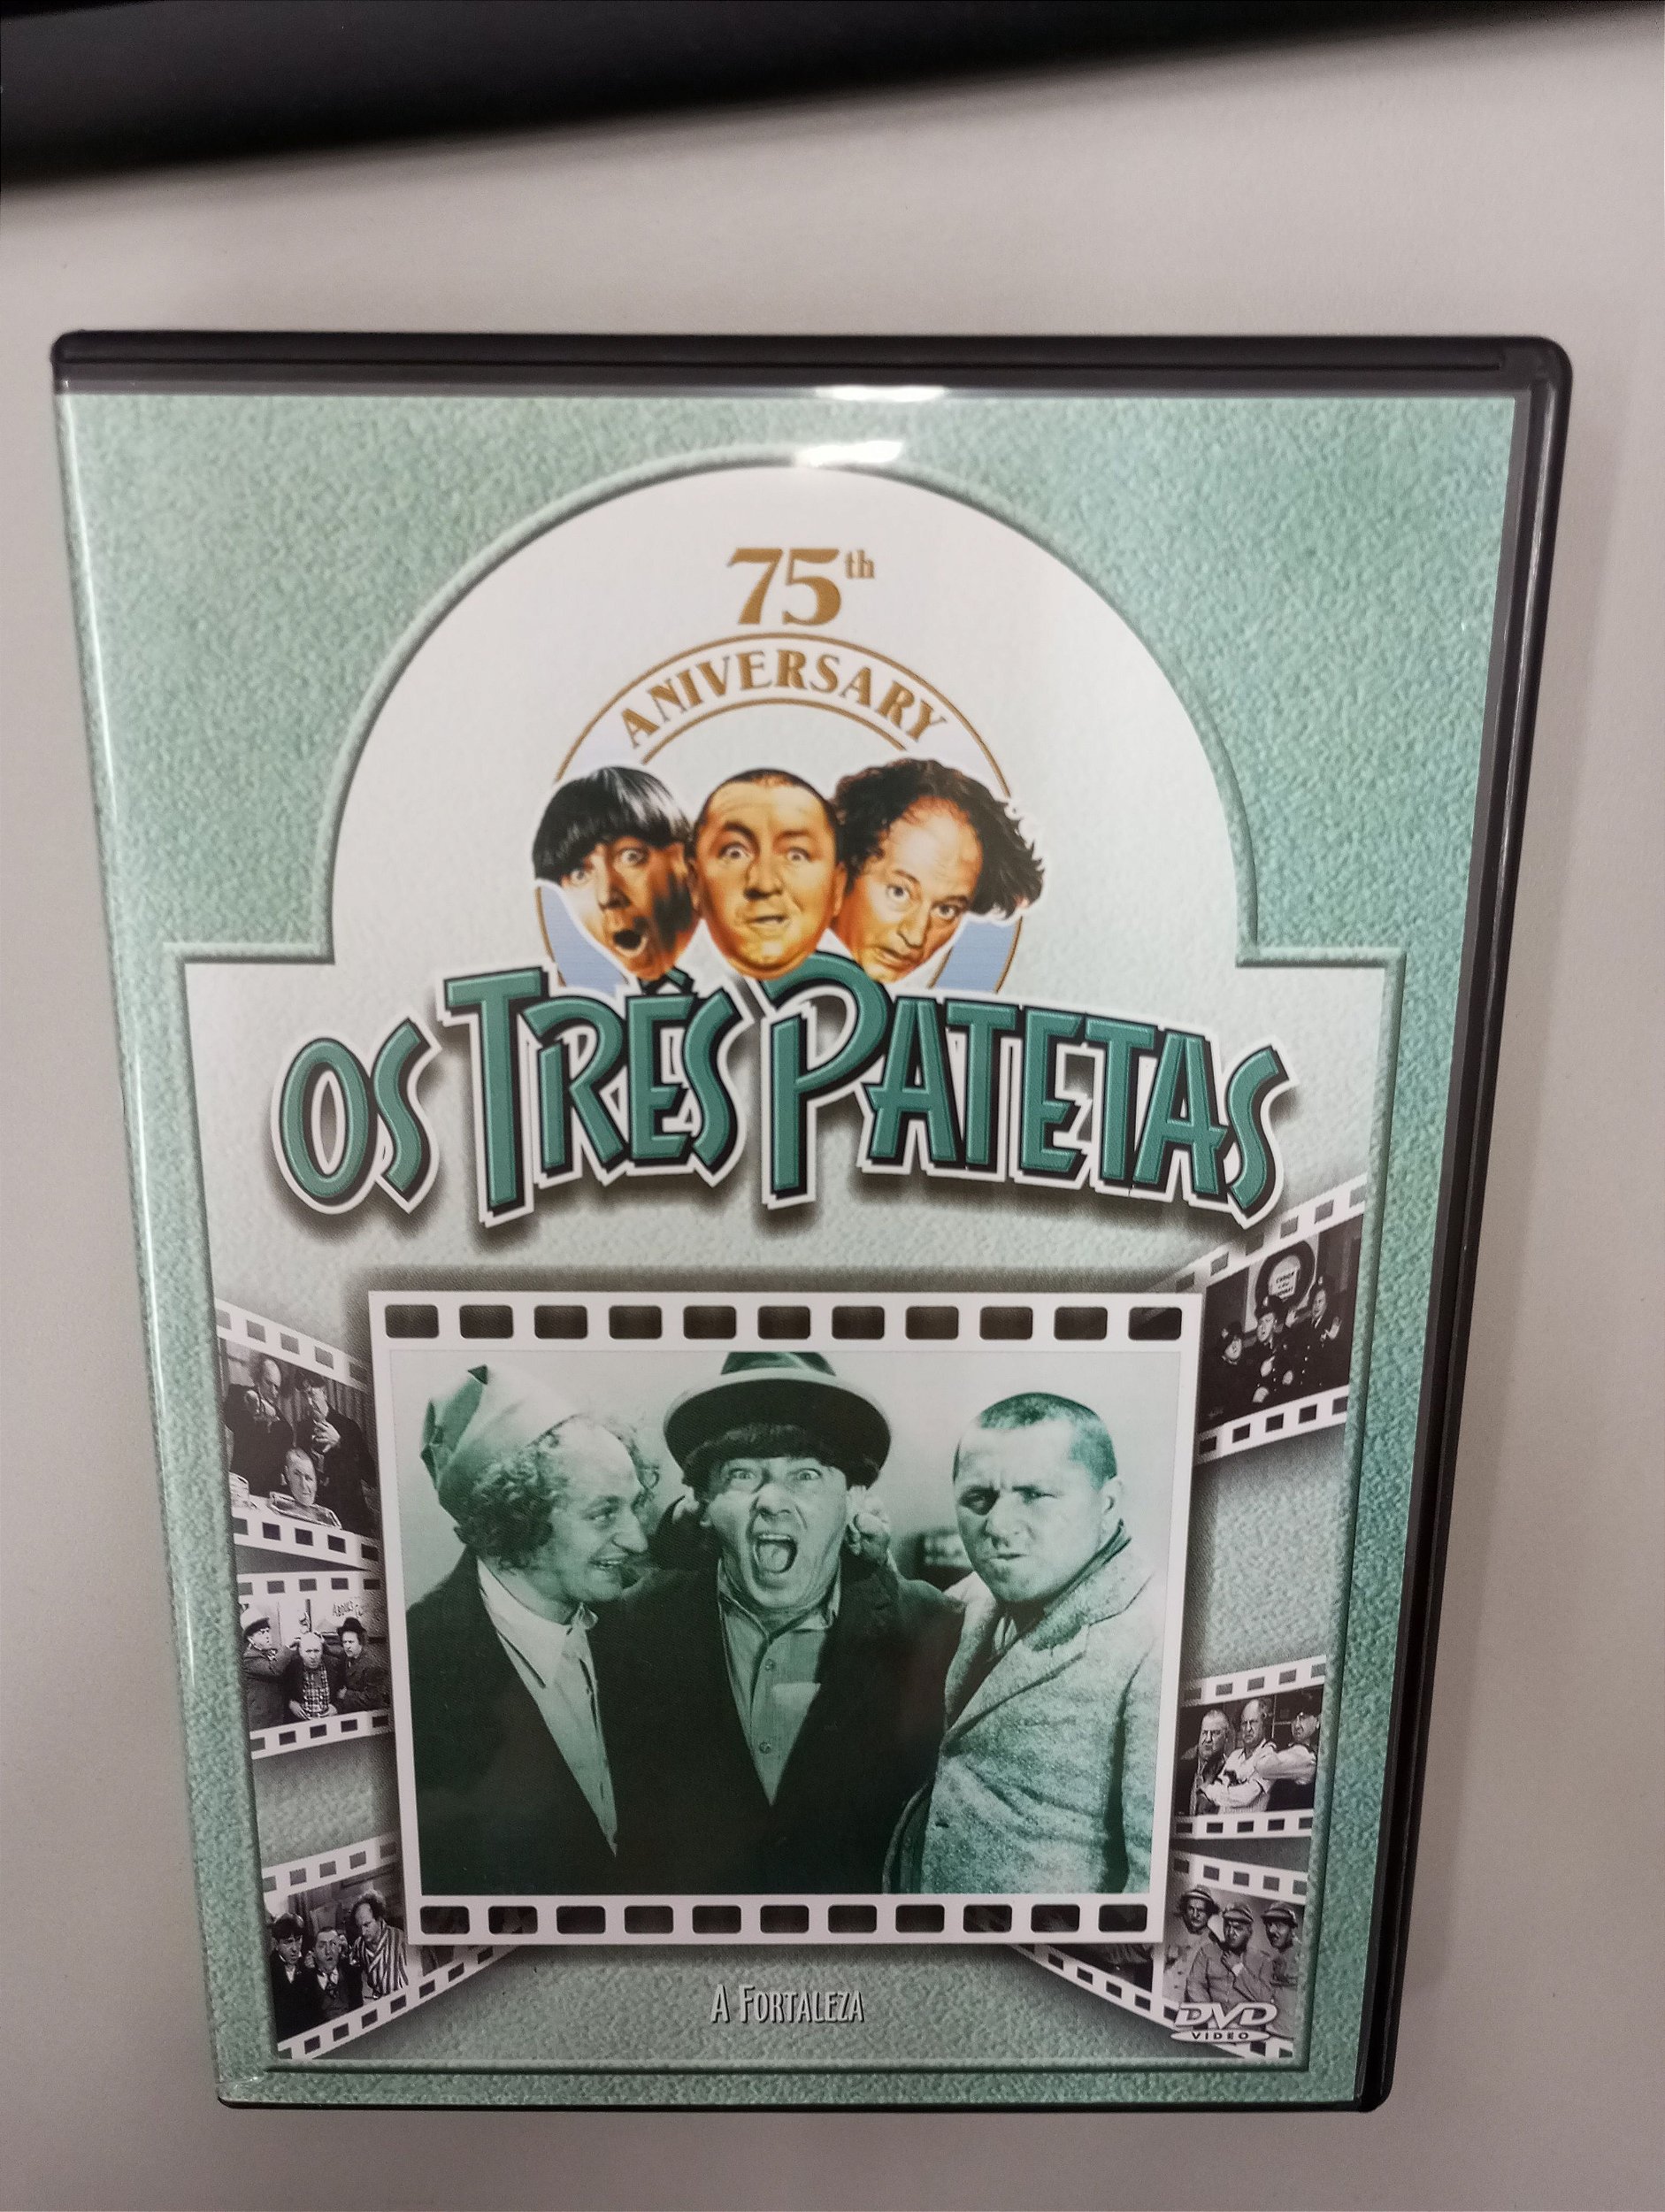 75th
ANIVERSARY
OS TRÊS PATETAS
A FORTALEZA
DVD
VIDEO